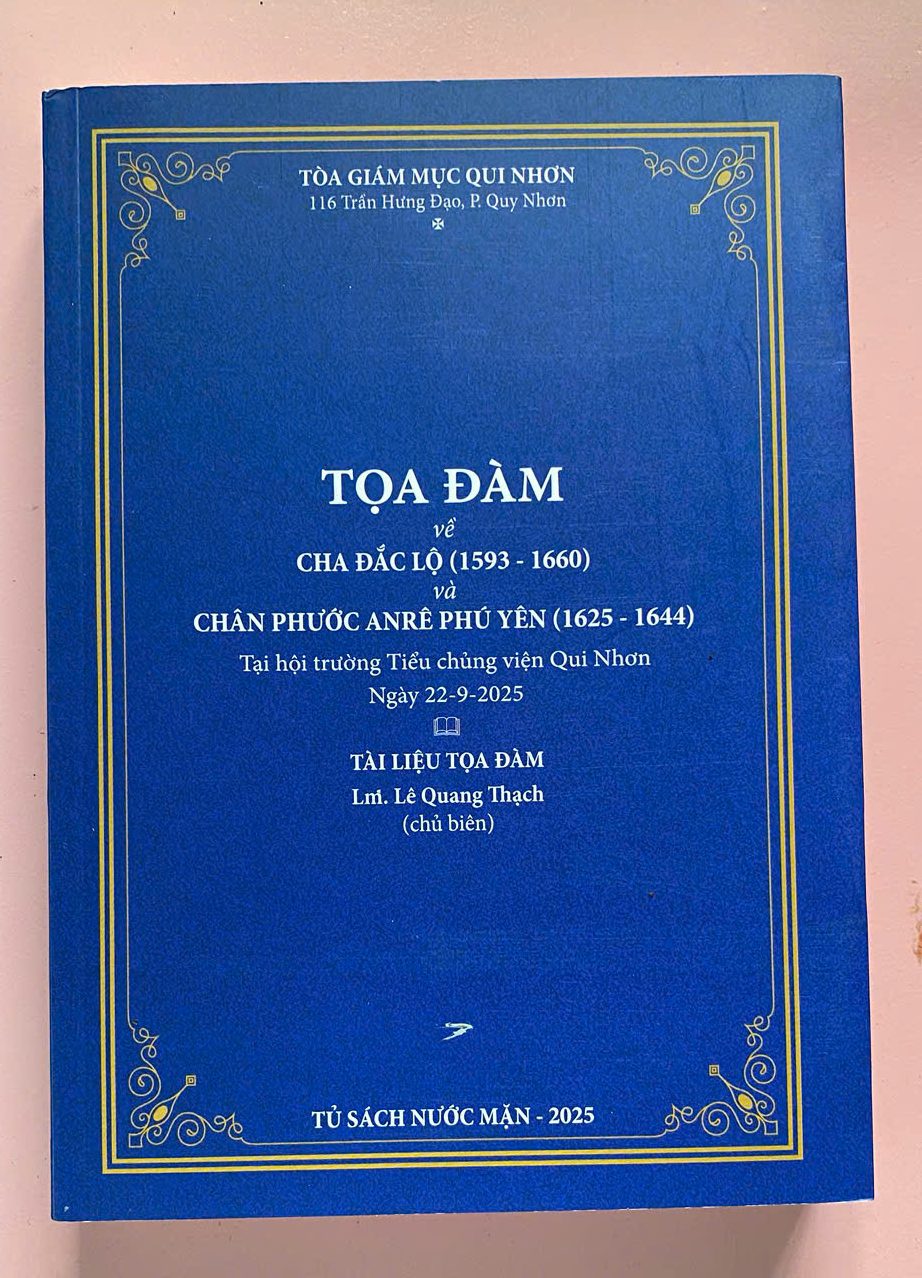 TÒA GIÁM MỤC QUI NHƠN
116 Trần Hưng Đạo, P. Quy Nhơn
TỌA ĐÀM
về
CHA ĐẮC LỘ (1593 - 1660)
và
CHÂN PHƯỚC ANRÊ PHÚ YÊN (1625 - 1644)
Tại hội trường Tiểu chủng viện Qui Nhơn
Ngày 22-9-2025
TÀI LIỆU TỌA ĐÀM
Lm. Lê Quang Thạch
(chủ biên)
TỦ SÁCH NƯỚC MẶN - 2025